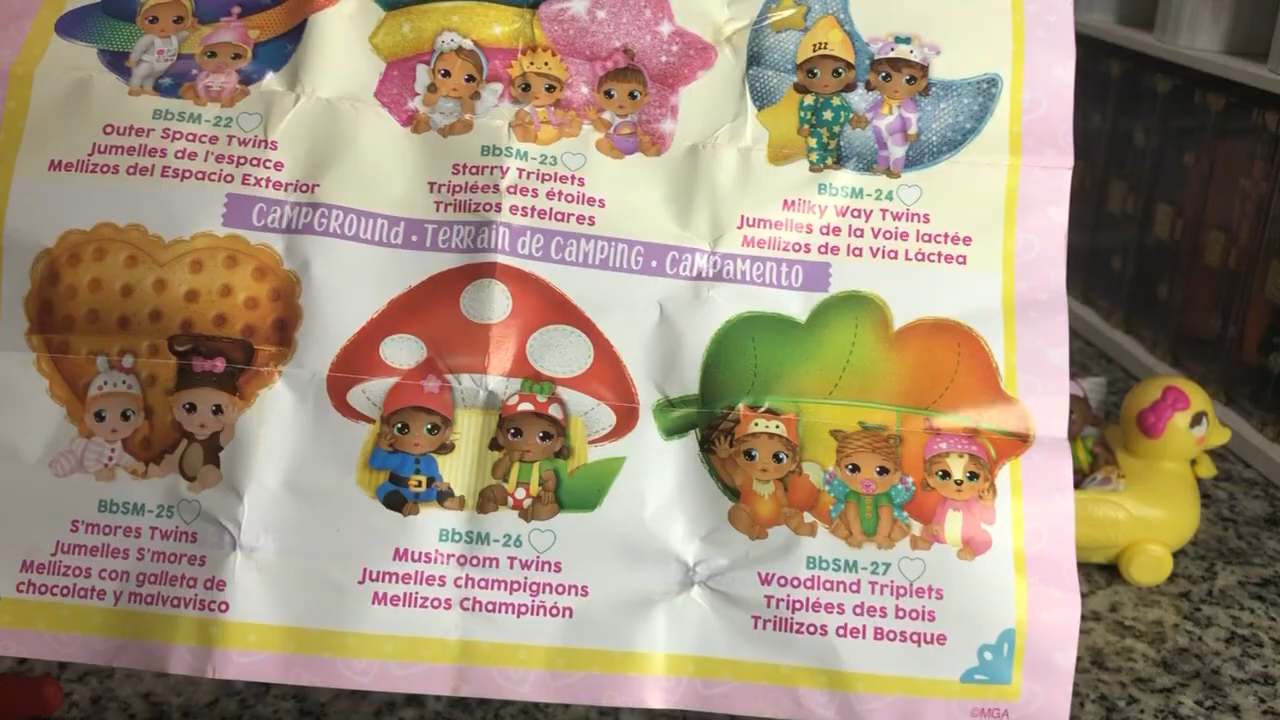 BbSM-22
Outer Space Twins
Jumelles de l'espace
Mellizos del Espacio Exterior
BbSM-23
Starry Triplets
Triplées des étoiles
Trillizos estelares
zzz
BbSM-24
Milky Way Twins
Jumelles de la Voie lactée
Mellizos de la Vía Láctea
CAMPGROUND • TERRAIN de CAMPING • CAMPAMENTO
BbSM-25
S'mores Twins
Jumelles S'mores
Mellizos con galleta de
chocolate y malvavisco
BbSM-26
Mushroom Twins
Jumelles champignons
Mellizos Champiñón
BbSM-27
Woodland Triplets
Triplées des bois
Trillizos del Bosque
©MGA